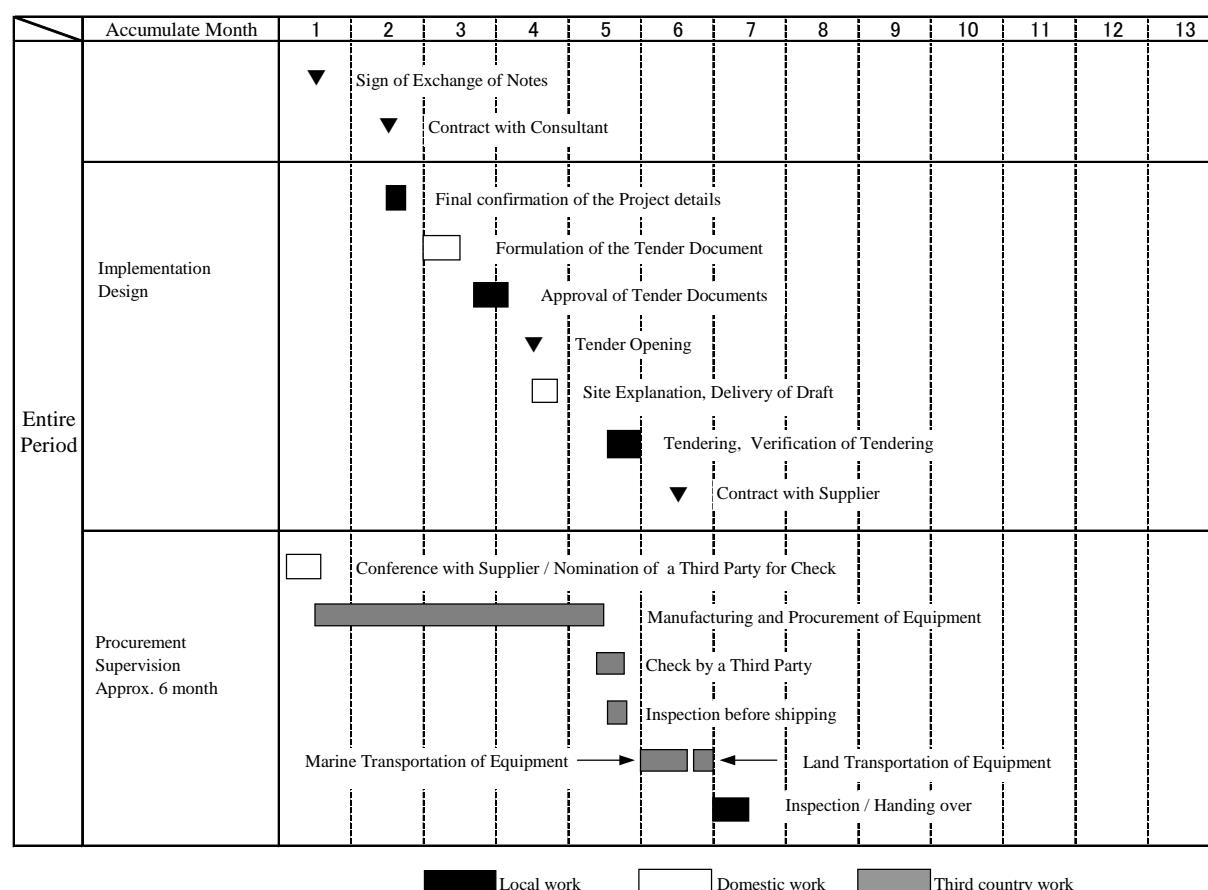 Accumulate Month 1 2 3 4 5 6 7 8 9 10 11 12 13
Sign of Exchange of Notes
Contract with Consultant
Final confirmation of the Project details
Formulation of the Tender Document
Implementation
Design
Approval of Tender Documents
Tender Opening
Site Explanation, Delivery of Draft
Entire
Period
Tendering, Verification of Tendering
Contract with Supplier
Conference with Supplier / Nomination of a Third Party for Check
Manufacturing and Procurement of Equipment
Procurement
Supervision
Approx. 6 month
Check by a Third Party
Inspection before shipping
Marine Transportation of Equipment
Land Transportation of Equipment
Inspection / Handing over
Local work
Domestic work
Third country work